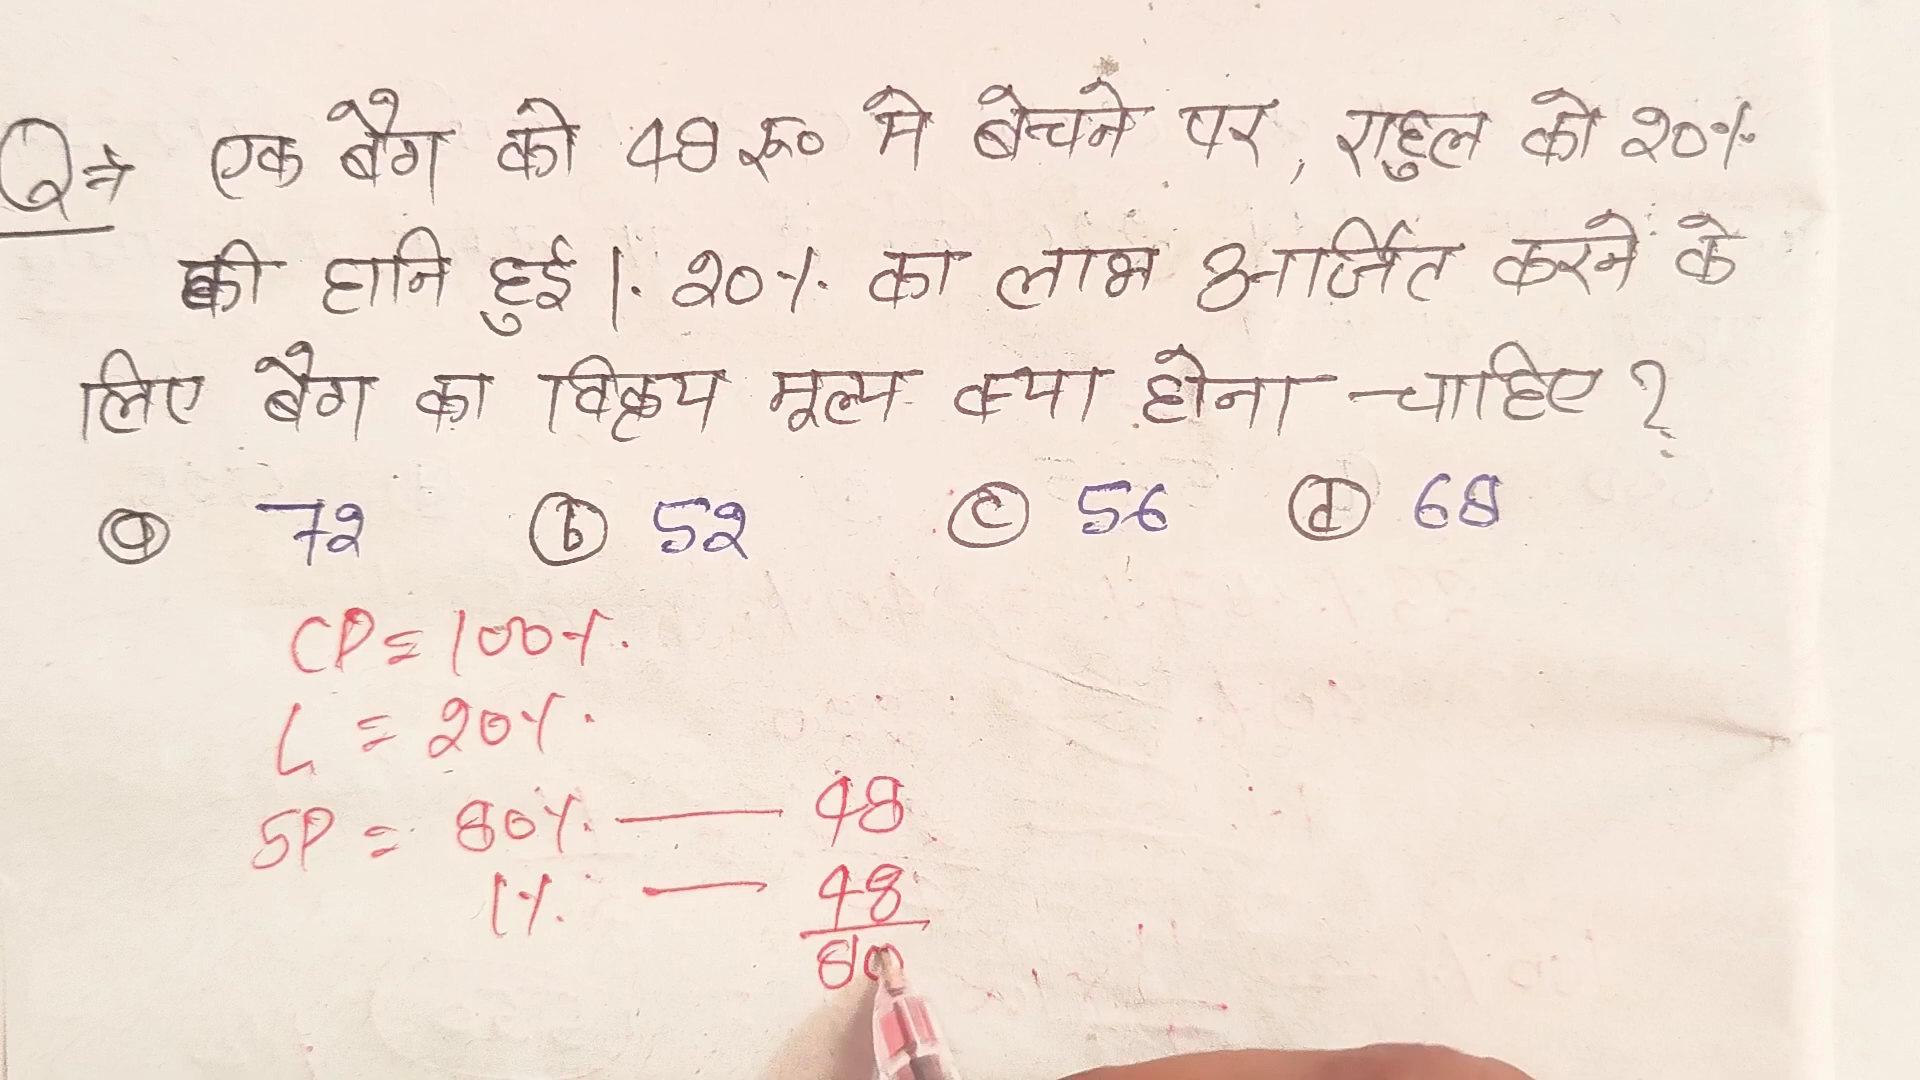 Q⇒ एक बैग को 48 रू० मे बेचने पर, राहुल को 20%
की हानि हुई |. 20% का लाभ अर्जित करने के
लिए बैग का विक्रय मूल्य क्या होना चाहिए ?
(a) 72 (b) 52 (c) 56 (d) 68
CP = 100%.
L = 20%.
SP = 80%. — 48
1%. — 48
80